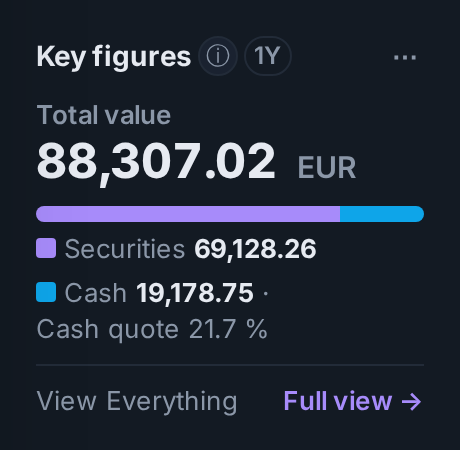 Key figures ⓘ 1Y ···
Total value
88,307.02 EUR
Securities 69,128.26
Cash 19,178.75 ·
Cash quote 21.7 %
View Everything Full view →